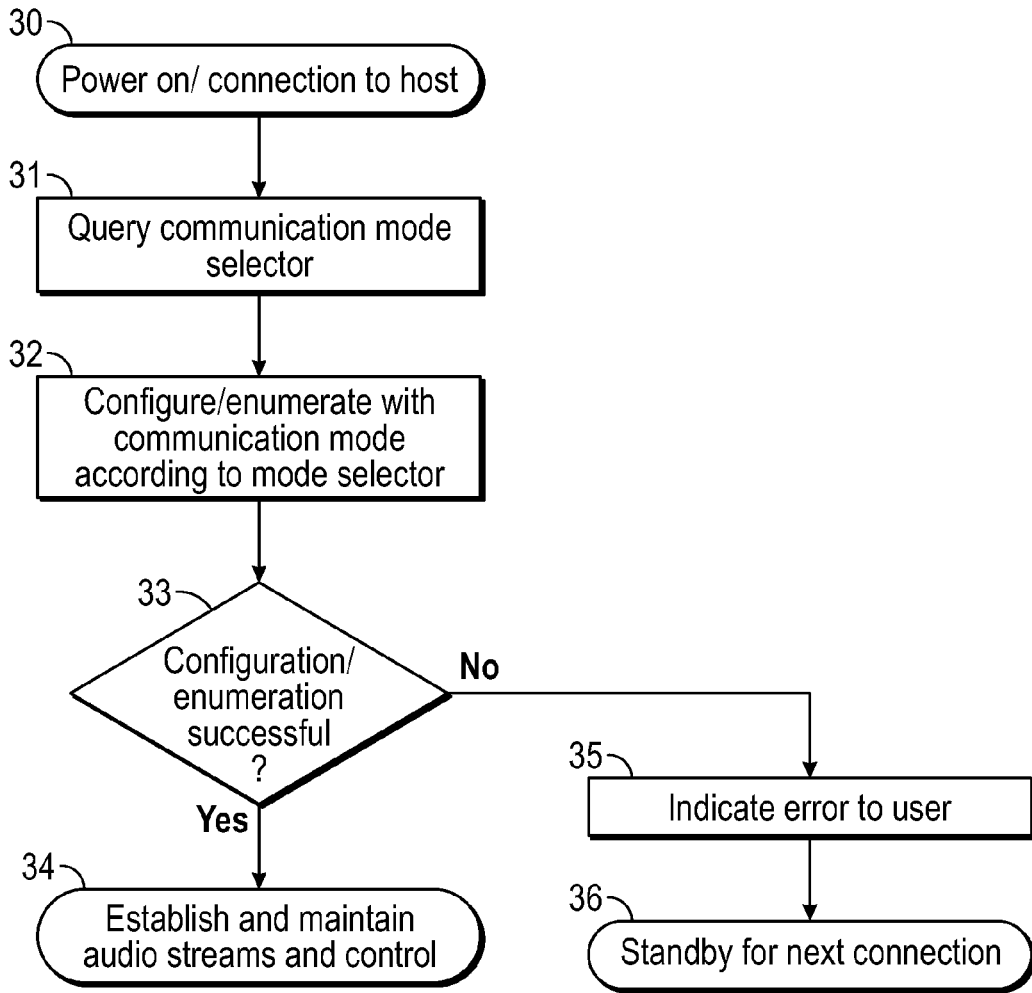 30
Power on/ connection to host
31
Query communication mode
selector
32
Configure/enumerate with
communication mode
according to mode selector
33
Configuration/
enumeration
successful
?
No
Yes
34
Establish and maintain
audio streams and control
35
Indicate error to user
36
Standby for next connection